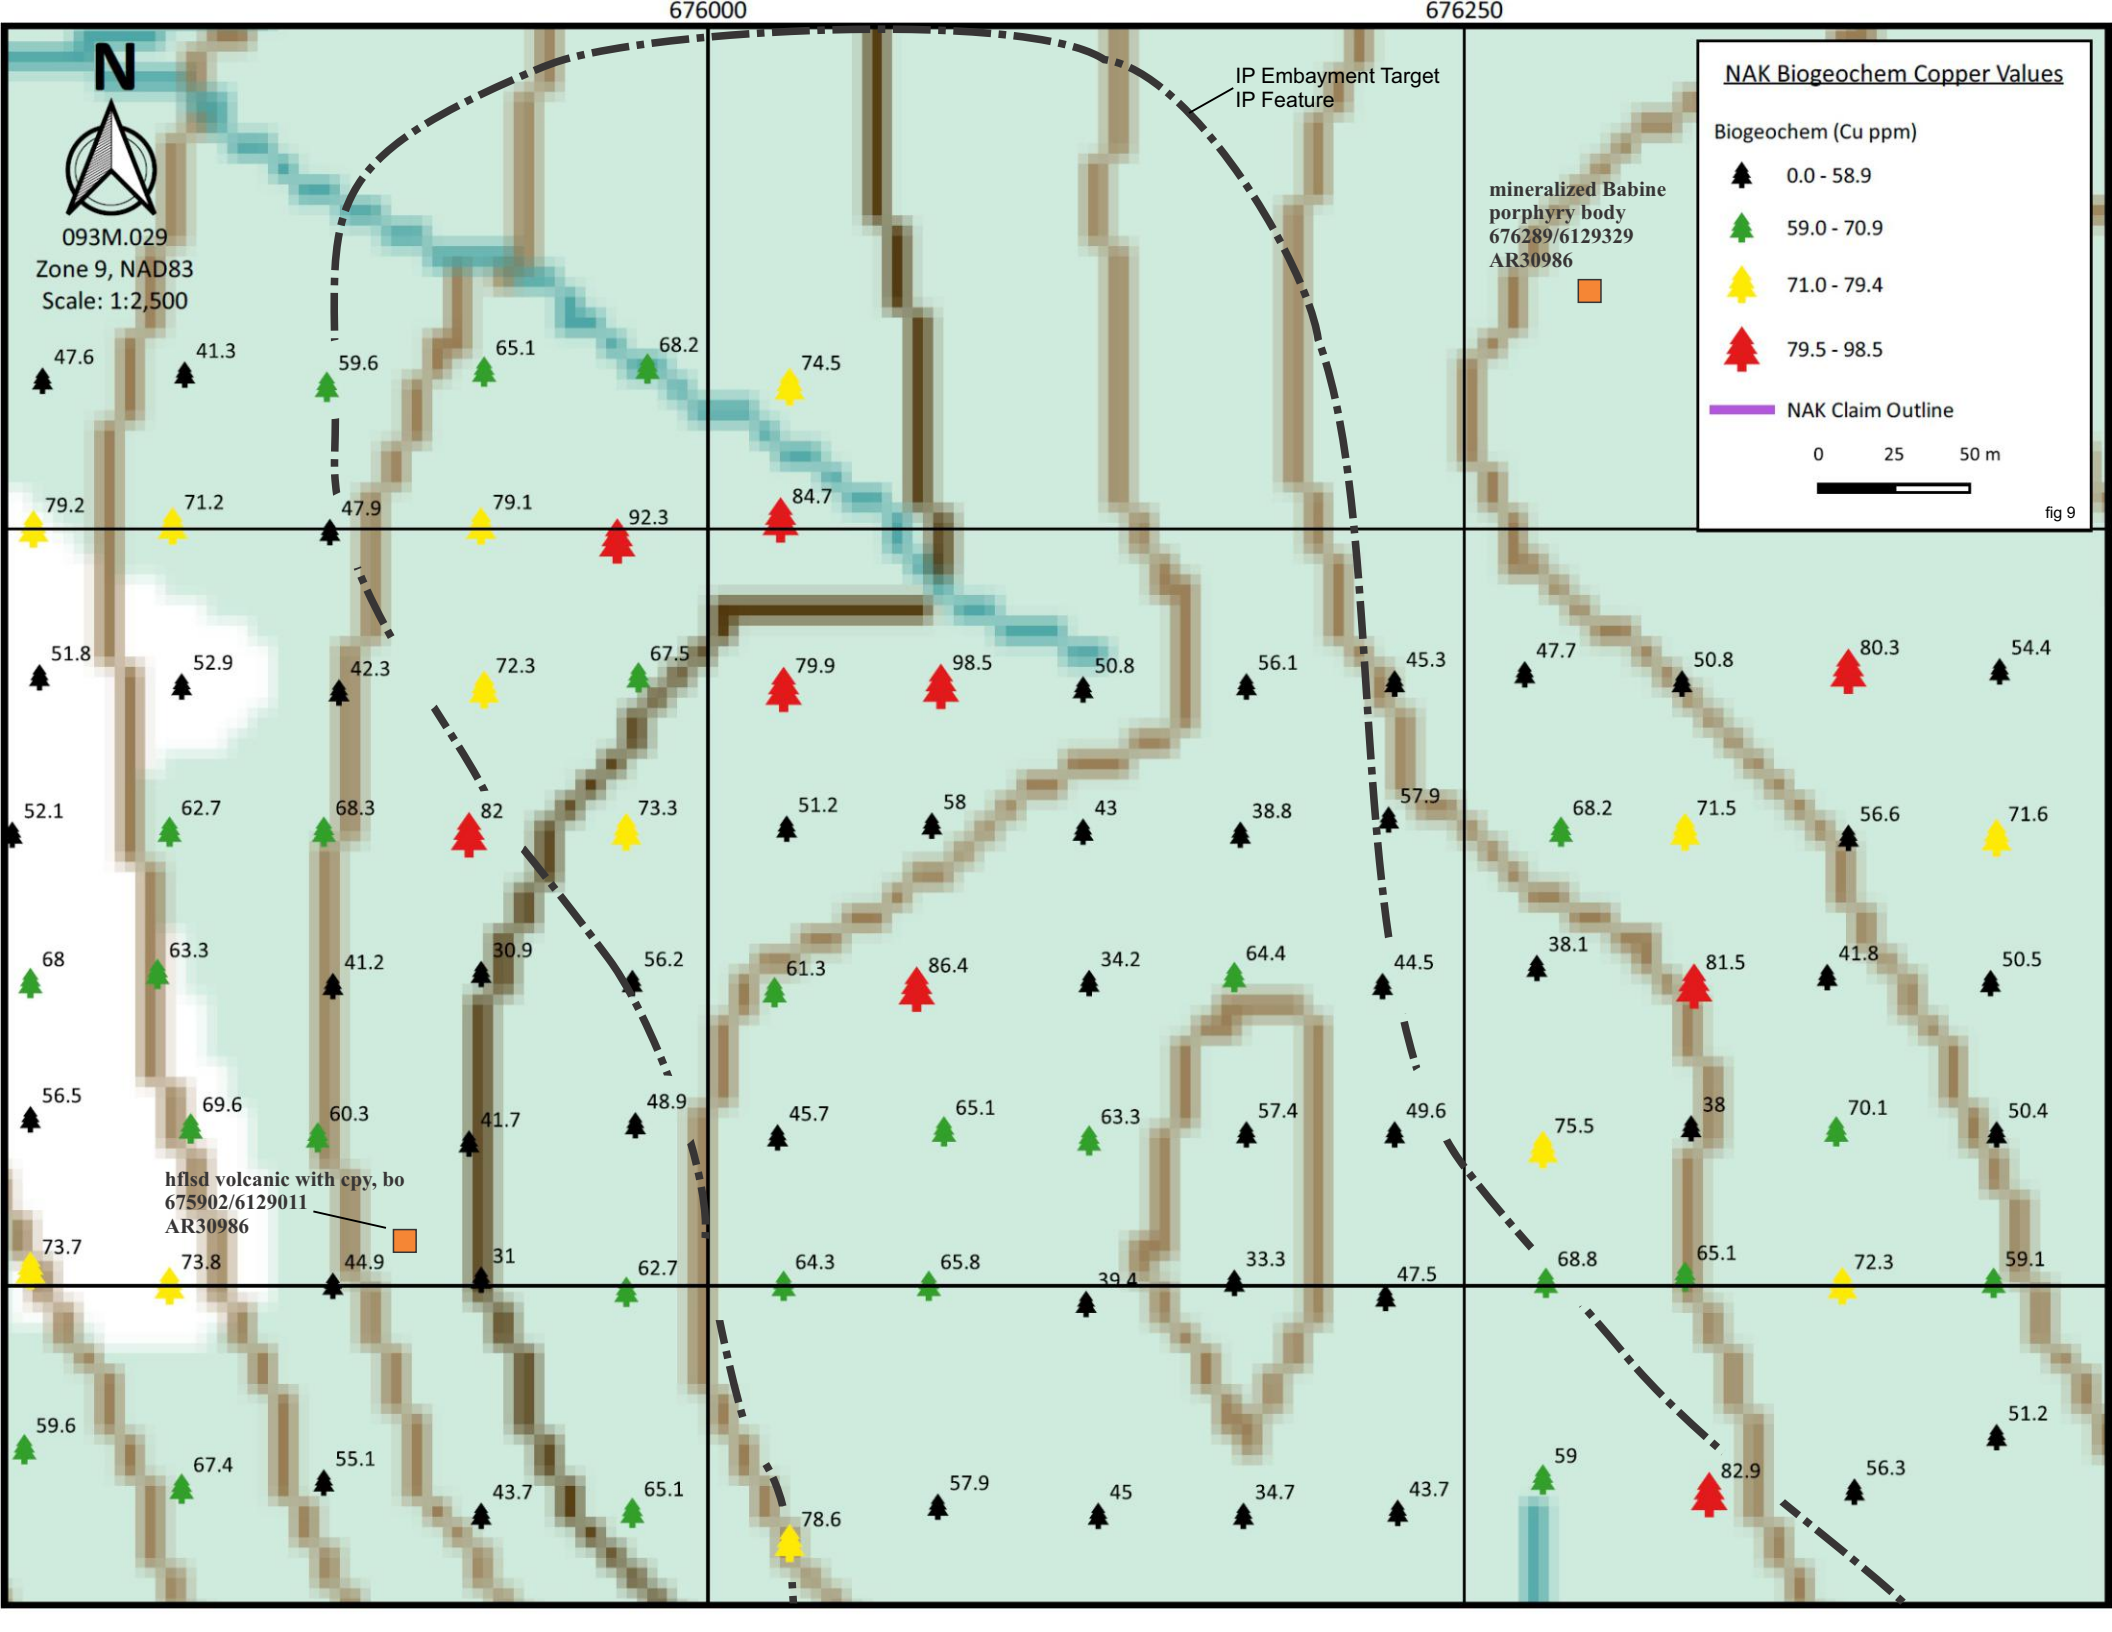 676000 676250
N
093M.029
Zone 9, NAD83
Scale: 1:2,500
IP Embayment Target
IP Feature
mineralized Babine
porphyry body
676289/6129329
AR30986
NAK Biogeochem Copper Values
Biogeochem (Cu ppm)
0.0 - 58.9
59.0 - 70.9
71.0 - 79.4
79.5 - 98.5
NAK Claim Outline
0 25 50 m
fig 9
47.6 41.3 59.6 65.1 68.2 74.5
79.2 71.2 47.9 79.1 92.3 84.7
51.8 52.9 42.3 72.3 67.5 79.9 98.5 50.8 56.1 45.3 47.7 50.8 80.3 54.4
52.1 62.7 68.3 82 73.3 51.2 58 43 38.8 57.9 68.2 71.5 56.6 71.6
68 63.3 41.2 30.9 56.2 61.3 86.4 34.2 64.4 44.5 38.1 81.5 41.8 50.5
56.5 69.6 60.3 41.7 48.9 45.7 65.1 63.3 57.4 49.6 75.5 38 70.1 50.4
hflsd volcanic with cpy, bo
675902/6129011
AR30986
73.7 73.8 44.9 31 62.7 64.3 65.8 39.4 33.3 47.5 68.8 65.1 72.3 59.1
59.6 67.4 55.1 43.7 65.1 78.6 57.9 45 34.7 43.7 59 82.9 56.3 51.2